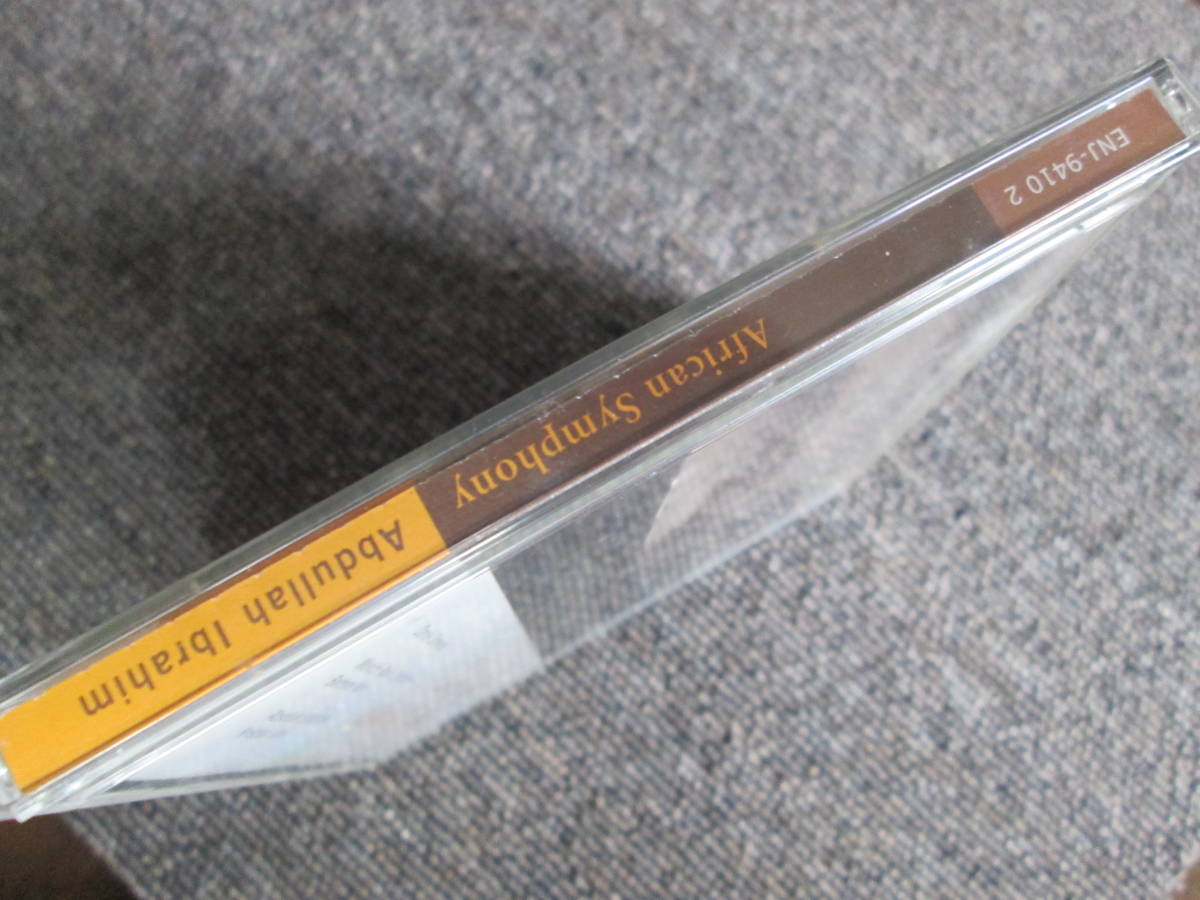 ENJ-9410 2
African Symphony
Abdullah Ibrahim